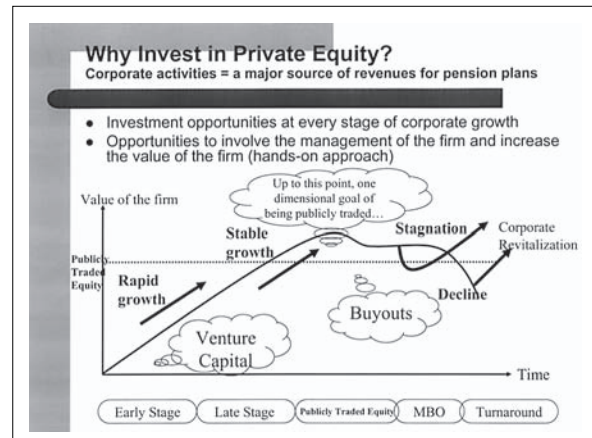 Why Invest in Private Equity?
Corporate activities = a major source of revenues for pension plans
● Investment opportunities at every stage of corporate growth
● Opportunities to involve the management of the firm and increase
the value of the firm (hands-on approach)
Up to this point, one
dimensional goal of
being publicly traded…
Value of the firm
Stable
growth
Stagnation
Corporate
Revitalization
Publicly
Traded
Equity
Rapid
growth
Decline
Buyouts
Venture
Capital
Time
Early Stage
Late Stage
Publicly Traded Equity
MBO
Turnaround